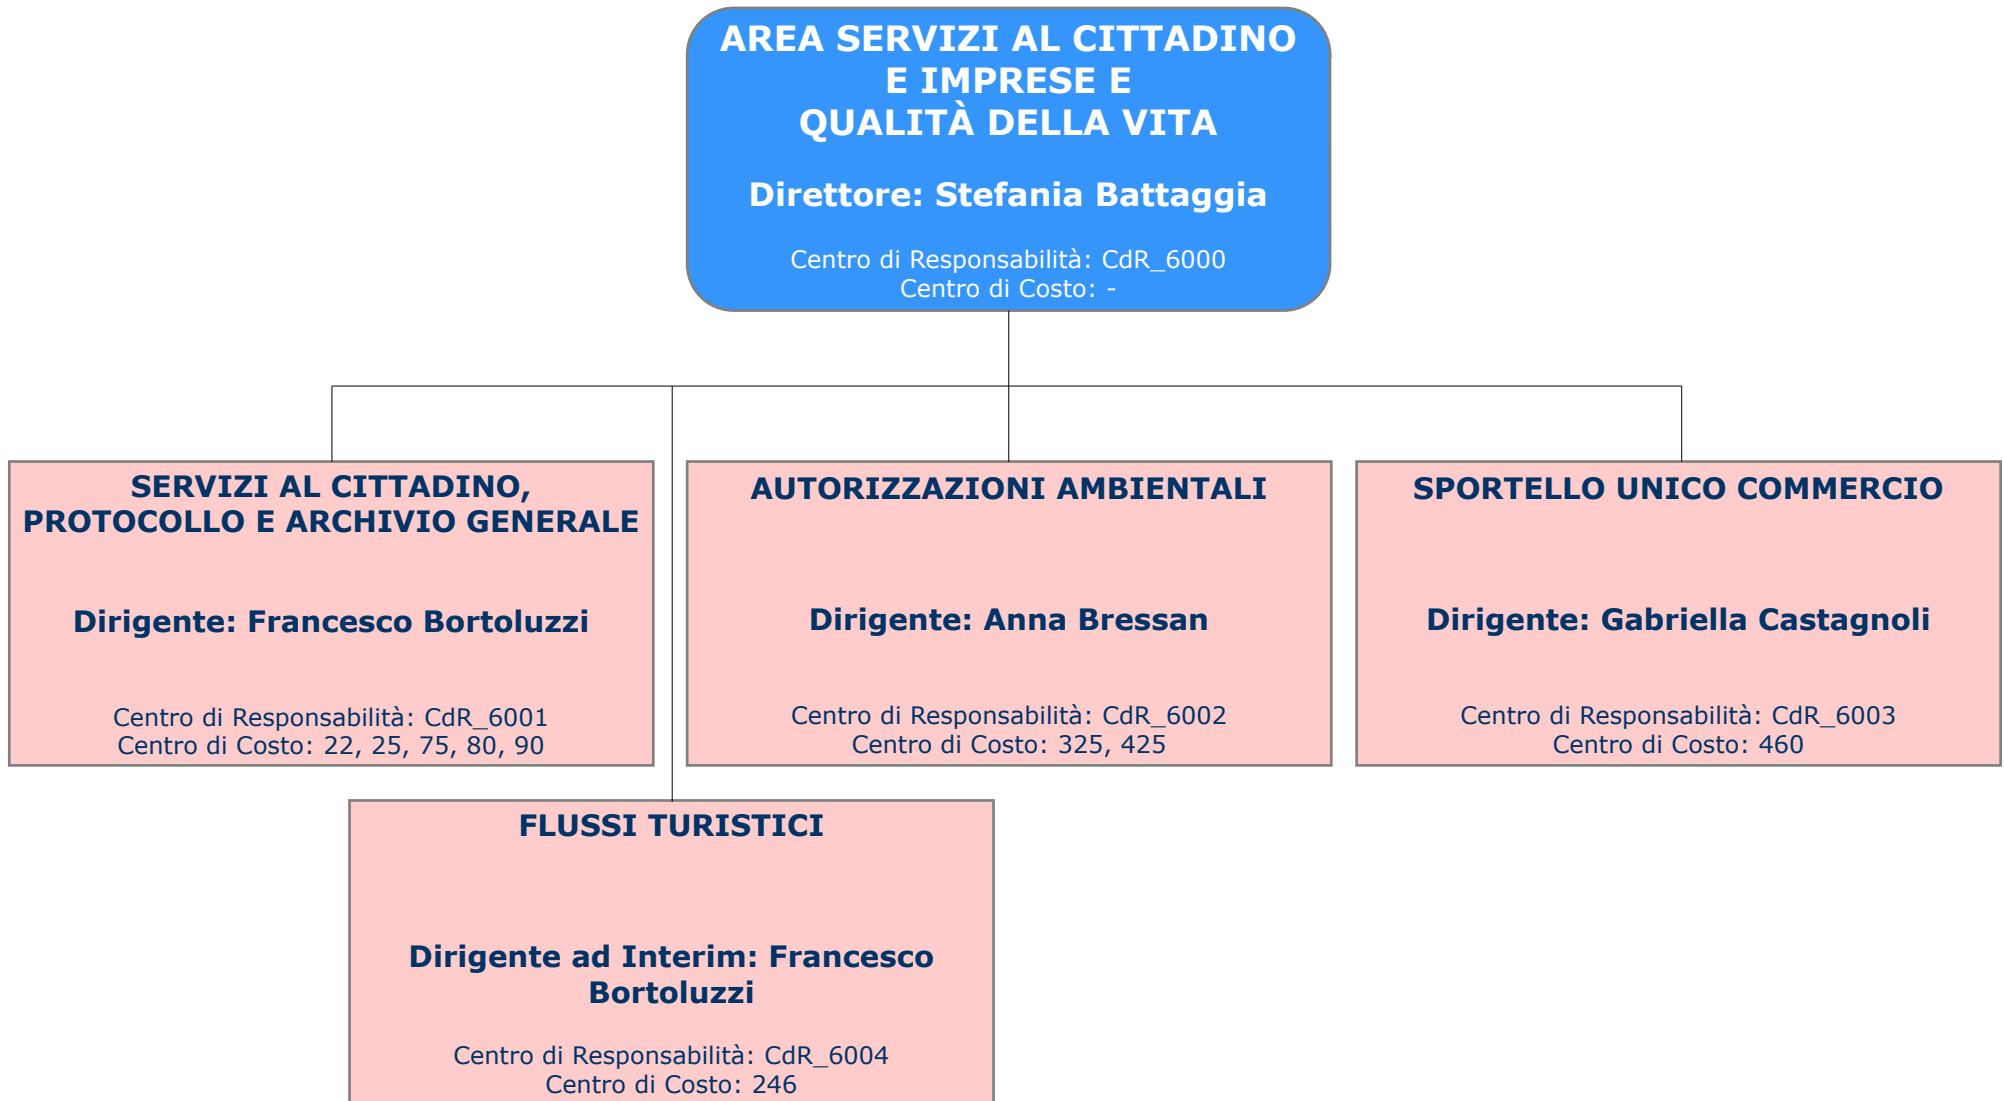 AREA SERVIZI AL CITTADINO
E IMPRESE E
QUALITÀ DELLA VITA
Direttore: Stefania Battaggia
Centro di Responsabilità: CdR_6000
Centro di Costo: -
SERVIZI AL CITTADINO,
PROTOCOLLO E ARCHIVIO GENERALE
Dirigente: Francesco Bortoluzzi
Centro di Responsabilità: CdR_6001
Centro di Costo: 22, 25, 75, 80, 90
AUTORIZZAZIONI AMBIENTALI
Dirigente: Anna Bressan
Centro di Responsabilità: CdR_6002
Centro di Costo: 325, 425
SPORTELLO UNICO COMMERCIO
Dirigente: Gabriella Castagnoli
Centro di Responsabilità: CdR_6003
Centro di Costo: 460
FLUSSI TURISTICI
Dirigente ad Interim: Francesco
Bortoluzzi
Centro di Responsabilità: CdR_6004
Centro di Costo: 246